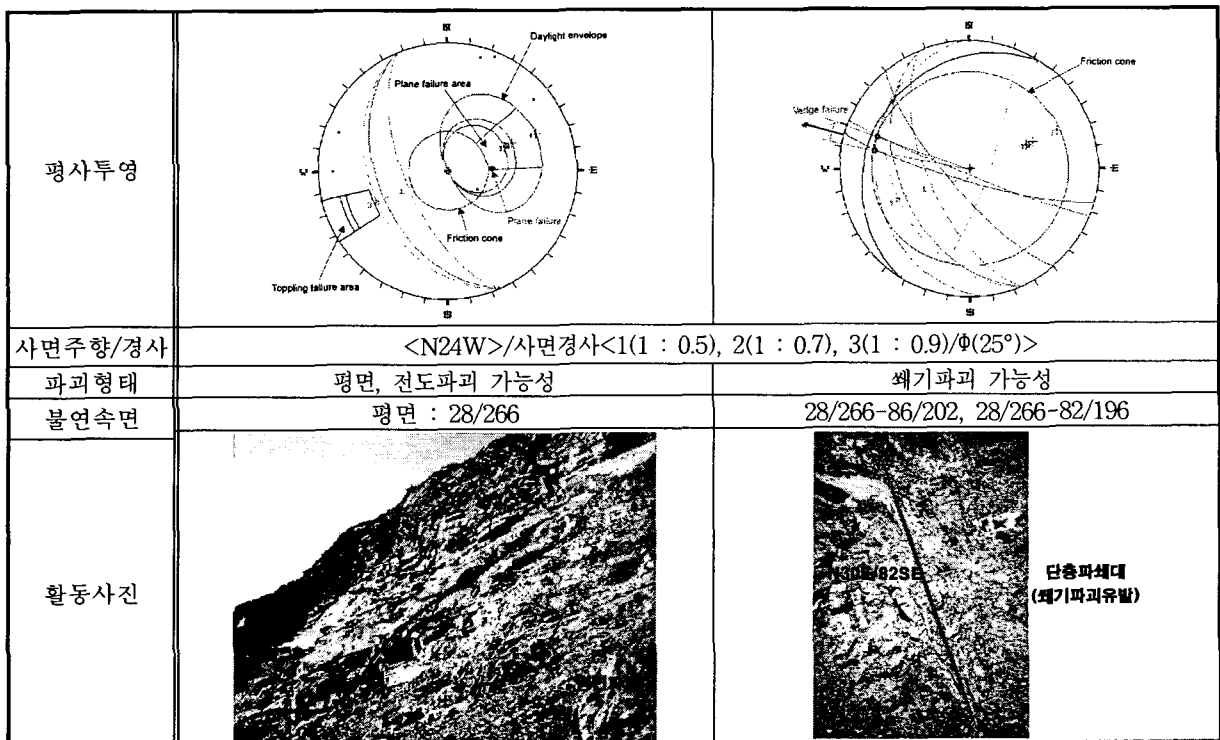 평사투영
N
Daylight envelope
Plane failure area
W
E
Plane failure
Friction cone
Toppling failure area
S
N
Friction cone
Wedge failure
W
E
S
사면주향/경사
<N24W>/사면경사<1(1 : 0.5), 2(1 : 0.7), 3(1 : 0.9)/Φ(25°)>
파괴형태
평면, 전도파괴 가능성
쐐기파괴 가능성
불연속면
평면 : 28/266
28/266-86/202, 28/266-82/196
활동사진
단층파쇄대
(쐐기파괴유발)